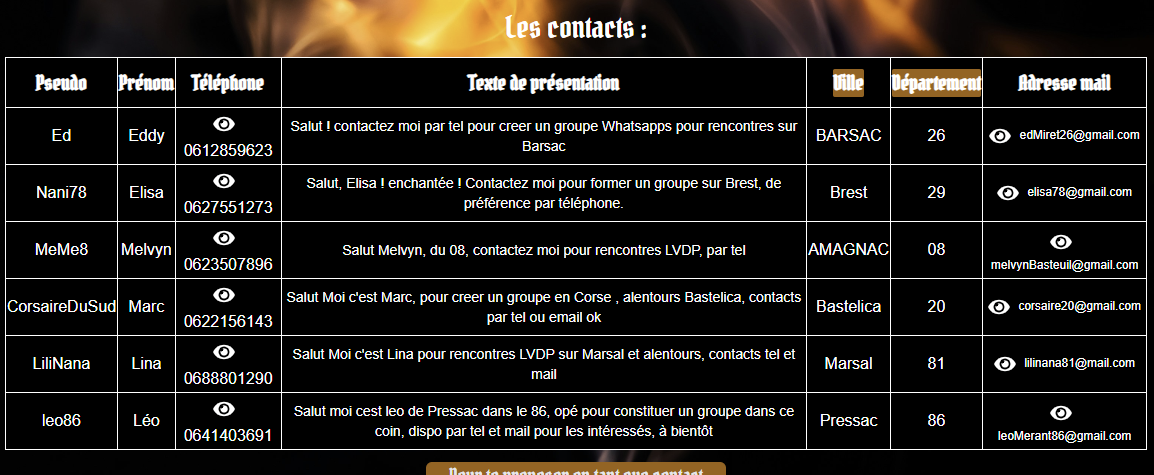 Les contacts :
Pseudo Prénom Téléphone Texte de présentation Ville Département Adresse mail
Ed Eddy 0612859623 Salut ! contactez moi par tel pour creer un groupe Whatsapps pour rencontres sur Barsac BARSAC 26 edMiret26@gmail.com
Nani78 Elisa 0627551273 Salut, Elisa ! enchantée ! Contactez moi pour former un groupe sur Brest, de préférence par téléphone. Brest 29 elisa78@gmail.com
MeMe8 Melvyn 0623507896 Salut Melvyn, du 08, contactez moi pour rencontres LVDP, par tel AMAGNAC 08 melvynBasteuil@gmail.com
CorsaireDuSud Marc 0622156143 Salut Moi c'est Marc, pour creer un groupe en Corse , alentours Bastelica, contacts par tel ou email ok Bastelica 20 corsaire20@gmail.com
LiliNana Lina 0688801290 Salut Moi c'est Lina pour rencontres LVDP sur Marsal et alentours, contacts tel et mail Marsal 81 lilinana81@mail.com
leo86 Léo 0641403691 Salut moi cest leo de Pressac dans le 86, opé pour constituer un groupe dans ce coin, dispo par tel et mail pour les intéressés, à bientôt Pressac 86 leoMerant86@gmail.com
Pour te proposer en tant que contact